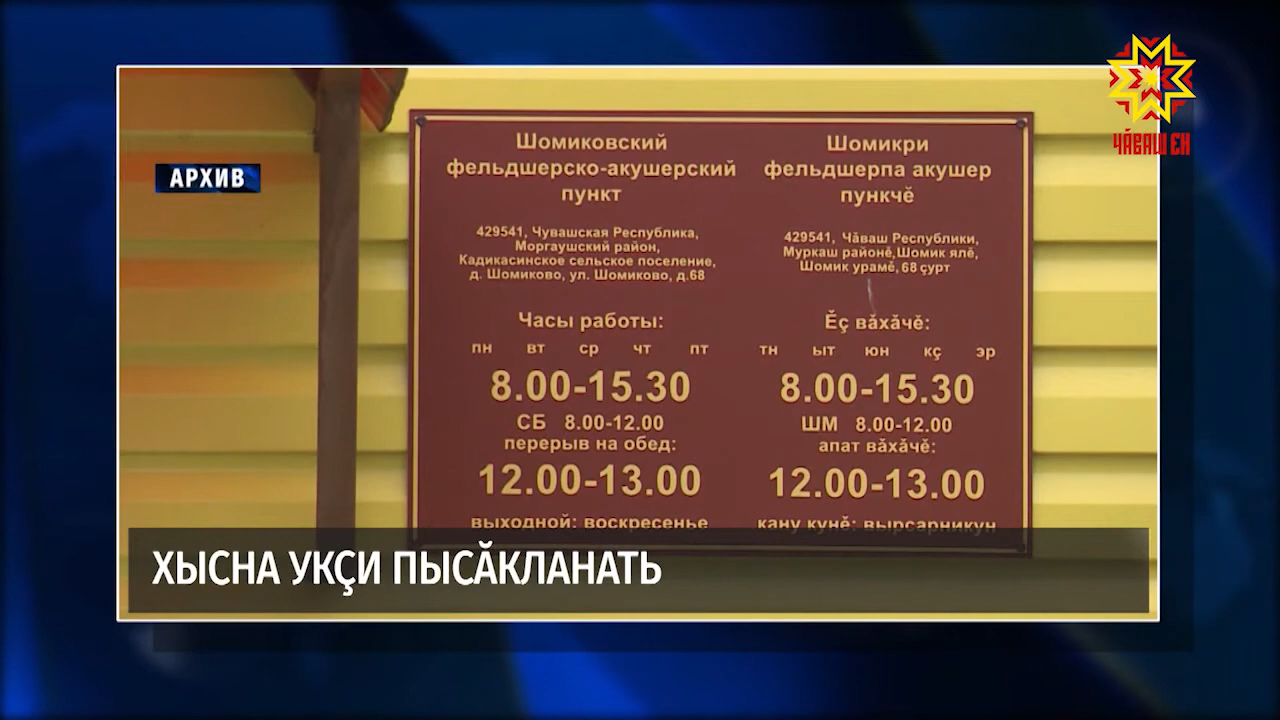 ЧӐВАШ ЕН
АРХИВ
Шомиковский
фельдшерско-акушерский
пункт
429541, Чувашская Республика,
Моргаушский район,
Кадикасинское сельское поселение,
д. Шомиково, ул. Шомиково, д.68
Часы работы:
пн вт ср чт пт
8.00-15.30
СБ 8.00-12.00
перерыв на обед:
12.00-13.00
выходной: воскресенье
Шомикри
фельдшерпа акушер
пункчĕ
429541, Чăваш Республики,
Муркаш районĕ,Шомик ялĕ,
Шомик урамĕ, 68 çурт
Ĕç вăхăчĕ:
тн ыт юн кç эр
8.00-15.30
ШМ 8.00-12.00
апат вăхăчĕ:
12.00-13.00
кану кунĕ: вырсарникун
ХЫСНА УКÇИ ПЫСĂКЛАНАТЬ